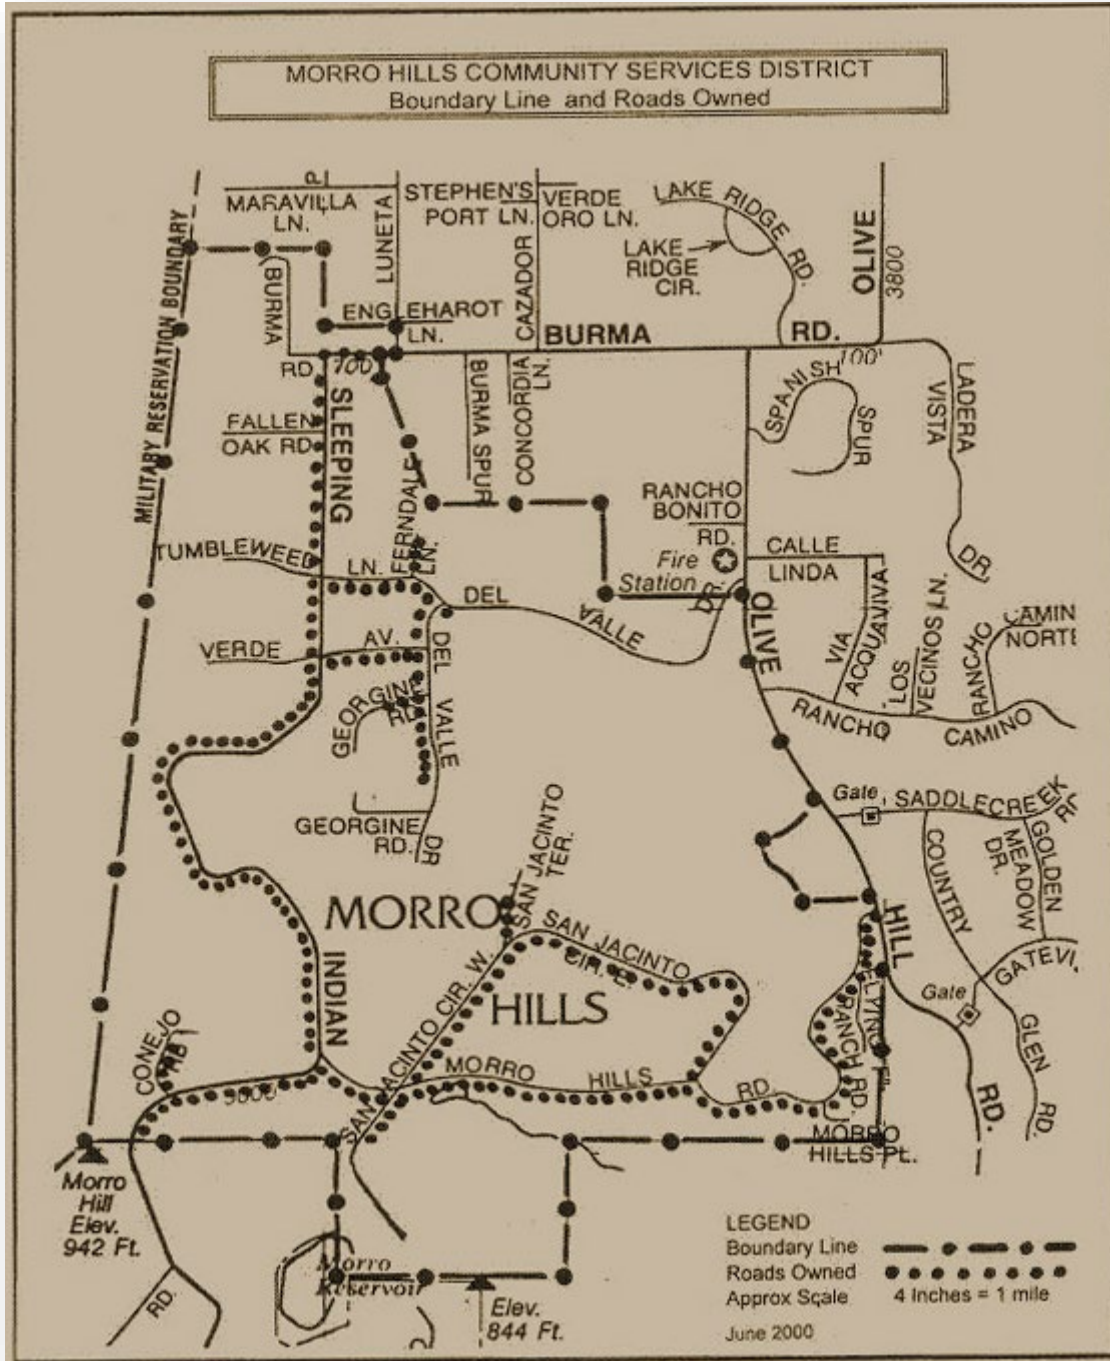 MORRO HILLS COMMUNITY SERVICES DISTRICT
Boundary Line and Roads Owned
MARAVILLA
LN.
LUNETA
STEPHEN'S
PORT LN.
VERDE
ORO LN.
CAZADOR
LAKE RIDGE RD.
LAKE
RIDGE
CIR.
OLIVE
3800
MILITARY RESERVATION BOUNDARY
BURMA
RD
ENGLEHAROT
LN.
BURMA RD.
100'
700
SLEEPING
FALLEN
OAK RD
BURMA SPUR
CONCORDIA
LN.
SPANISH
SPUR
LADERA
VISTA
DR.
FERNDALE
LN.
RANCHO
BONITO
RD.
Fire
Station
CALLE
LINDA
TUMBLEWEED LN.
DEL
VALLE
DR.
OLIVE
VIA
ACQUAVIVA
LOS
VECINOS LN.
RANCHO
CAMIN
NORTE
VERDE AV.
DEL
VALLE
DR
GEORGINE
RD.
RANCHO CAMINO
GEORGINE
RD.
Gate
SADDLECREEK
COUNTRY
GOLDEN
MEADOW
DR.
SAN JACINTO
TER.
MORRO
HILLS
SAN JACINTO
CIR. E.
HILL
GATEVI
INDIAN
SAN JACINTO CIR. W.
FLYING "F"
RANCH RD.
Gate
GLEN
RD.
CONEJO
MORRO HILLS RD.
RD.
MORRO
HILLS PT.
Morro
Hill
Elev.
942 Ft.
RD.
Morro
Reservoir
Elev.
844 Ft.
LEGEND
Boundary Line
Roads Owned
Approx Scale 4 Inches = 1 mile
June 2000